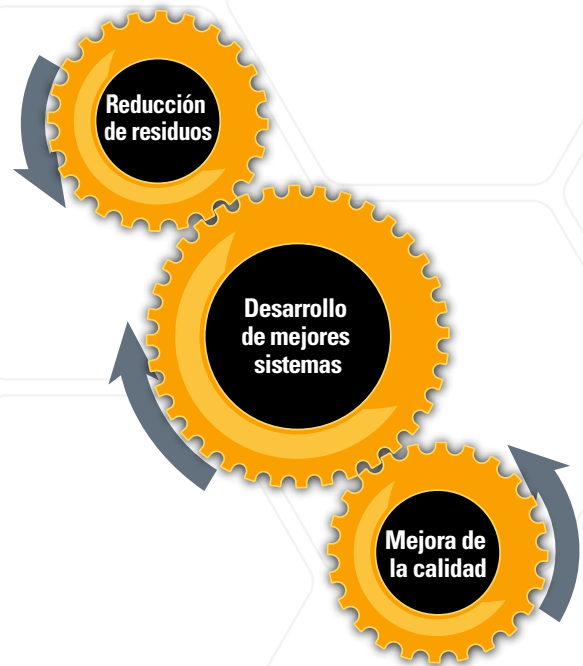 Reducción
de residuos
Desarrollo
de mejores
sistemas
Mejora de
la calidad